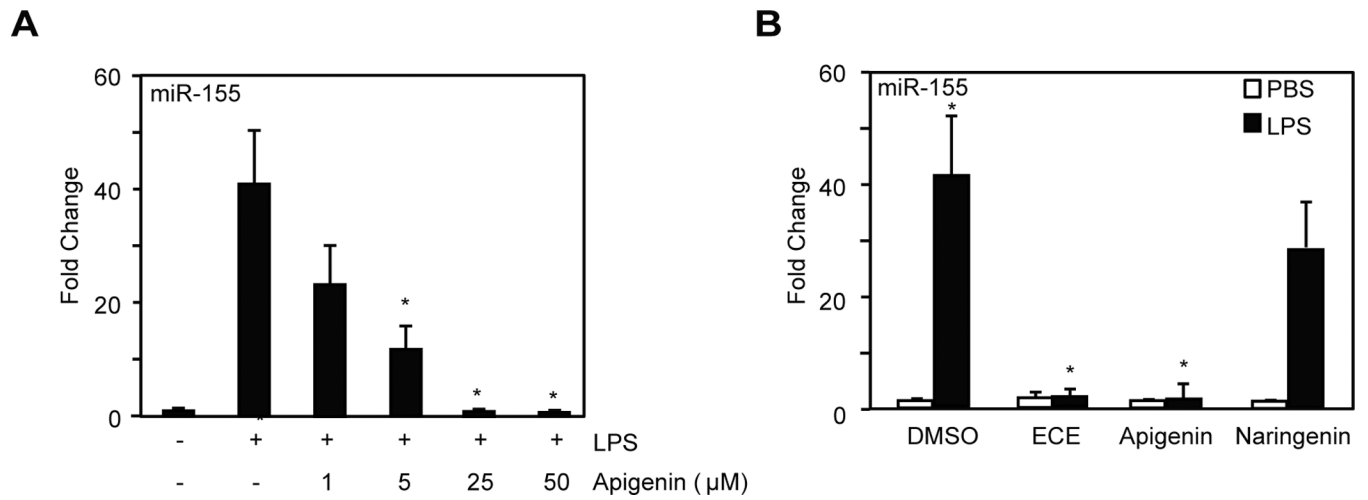 A
60
miR-155
40
Fold Change
*
20
* *
0
*
- + + + + + LPS
- - 1 5 25 50 Apigenin (μM)
B
60
miR-155
*
PBS
LPS
40
Fold Change
20
* *
0
DMSO ECE Apigenin Naringenin